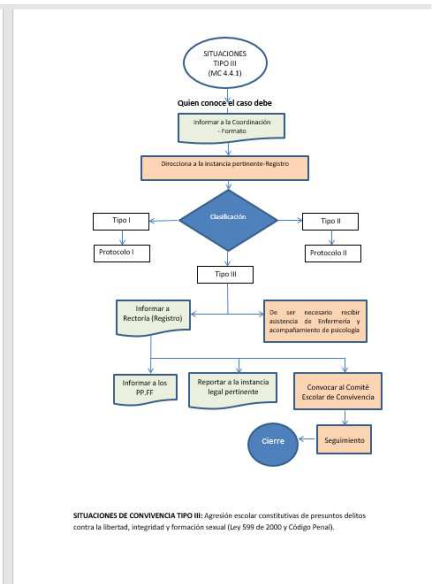 SITUACIONES
TIPO III
(MC 4.4.1)
Quien conoce el caso debe
Informar a la Coordinación
- Formato
Direcciona a la instancia pertinente-Registro
Clasificación
Tipo I
Tipo II
Protocolo I
Protocolo II
Tipo III
Informar a
Rectoría (Registro)
De ser necesario recibir
asistencia de Enfermería y
acompañamiento de psicología
Informar a los
PP.FF
Reportar a la instancia
legal pertinente
Convocar al Comité
Escolar de Convivencia
Cierre
Seguimiento
SITUACIONES DE CONVIVENCIA TIPO III: Agresión escolar constitutivas de presuntos delitos
contra la libertad, integridad y formación sexual (Ley 599 de 2000 y Código Penal).